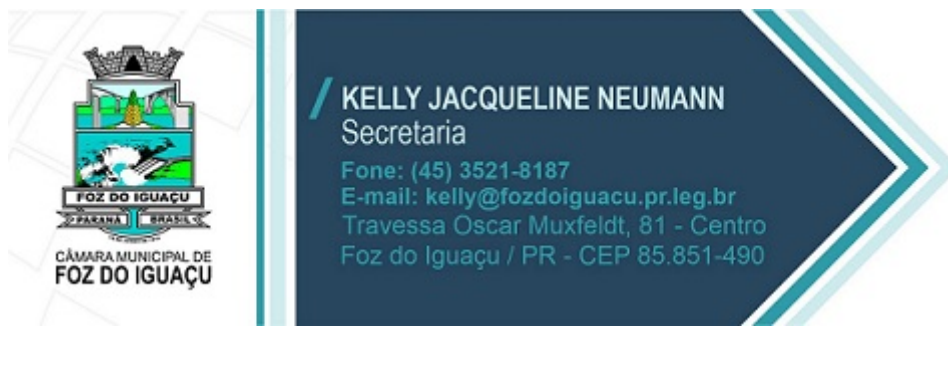 FOZ DO IGUAÇU
PARANÁ BRASIL
CÂMARA MUNICIPAL DE
FOZ DO IGUAÇU
KELLY JACQUELINE NEUMANN
Secretaria
Fone: (45) 3521-8187
E-mail: kelly@fozdoiguacu.pr.leg.br
Travessa Oscar Muxfeldt, 81 - Centro
Foz do Iguaçu / PR - CEP 85.851-490